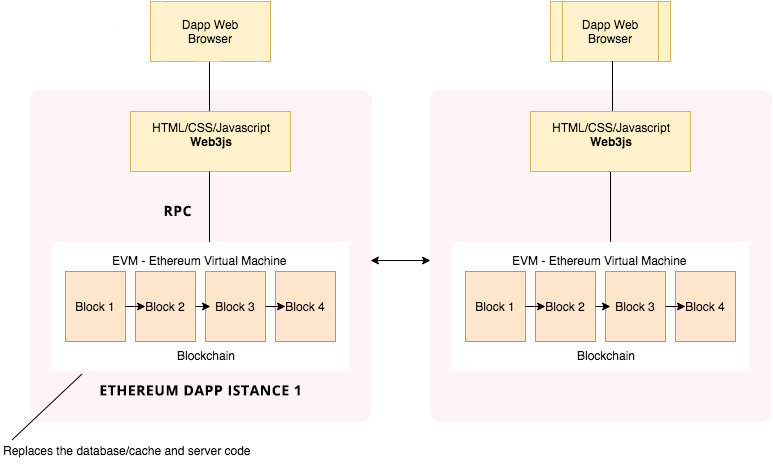 Dapp Web
Browser
HTML/CSS/Javascript
Web3js
RPC
EVM - Ethereum Virtual Machine
Block 1
Block 2
Block 3
Block 4
Blockchain
ETHEREUM DAPP ISTANCE 1
Replaces the database/cache and server code
Dapp Web
Browser
HTML/CSS/Javascript
Web3js
EVM - Ethereum Virtual Machine
Block 1
Block 2
Block 3
Block 4
Blockchain